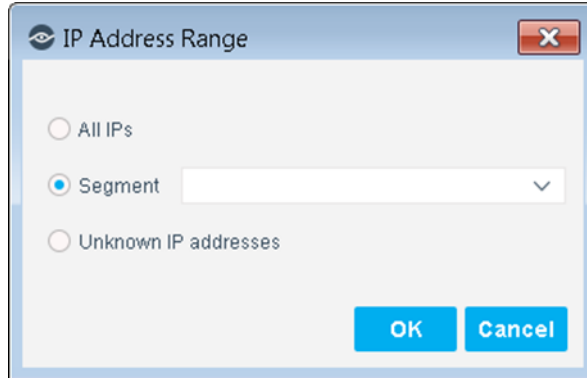 IP Address Range
All IPs
Segment
Unknown IP addresses
OK Cancel